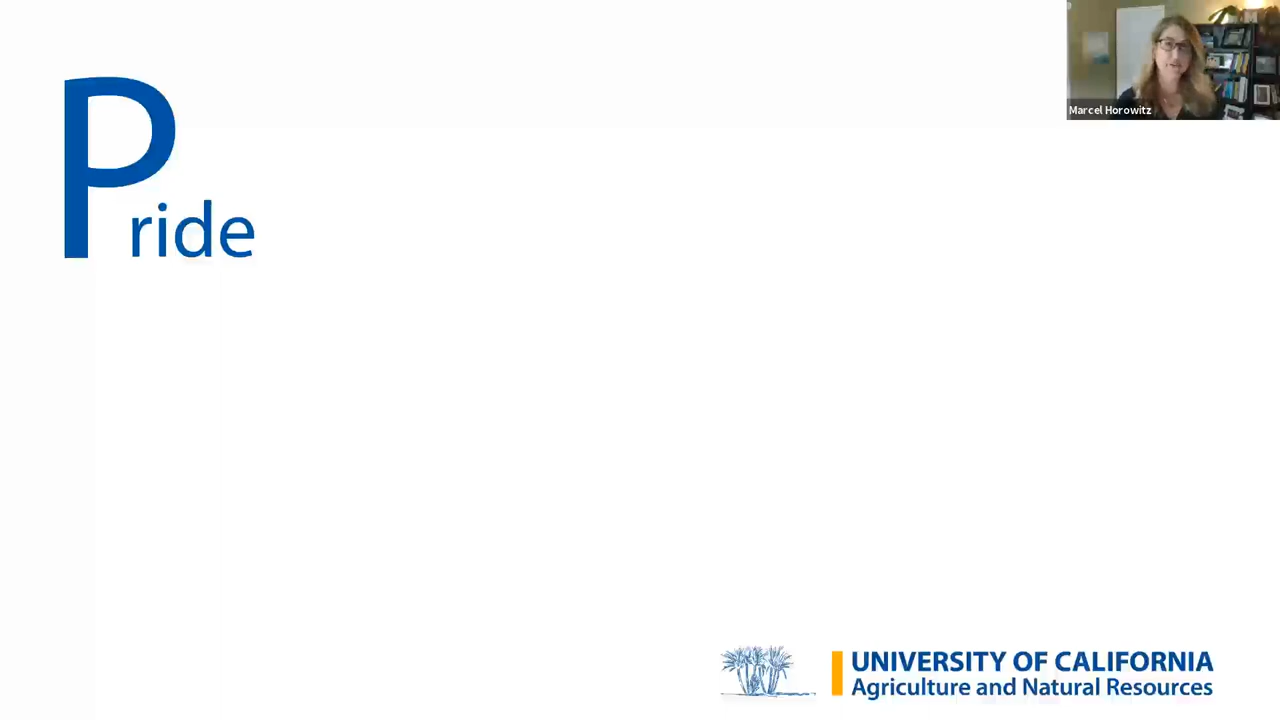 Marcel Horowitz
Pride
UNIVERSITY OF CALIFORNIA
Agriculture and Natural Resources